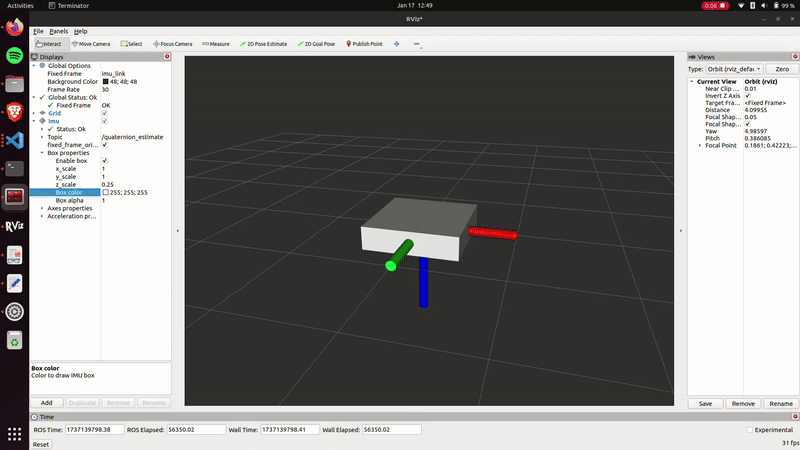 Activities Terminator Jan 17 12:49 0:06 99 %
RViz*
File Panels Help
Interact Move Camera Select Focus Camera Measure 2D Pose Estimate 2D Goal Pose Publish Point
Displays
Global Options
Fixed Frame imu_link
Background Color 48; 48; 48
Frame Rate 30
Global Status: Ok
Fixed Frame OK
Grid
Imu
Status: Ok
Topic /quaternion_estimate
fixed_frame_ori...
Box properties
Enable box
x_scale 1
y_scale 1
z_scale 0.25
Box color 255; 255; 255
Box alpha 1
Axes properties
Acceleration pr...
Box color
Color to draw IMU box
Add Duplicate Remove Rename
Views
Type: Orbit (rviz_defau Zero
Current View Orbit (rviz)
Near Clip ... 0.01
Invert Z Axis
Target Fra... <Fixed Frame>
Distance 4.09955
Focal Shap... 0.05
Focal Shap...
Yaw 4.98597
Pitch 0.386085
Focal Point 0.1861; 0.42223;...
Save Remove Rename
RViz
Time
ROS Time: 1737139798.38 ROS Elapsed: 56350.02 Wall Time: 1737139798.41 Wall Elapsed: 56350.02 Experimental
Reset 31 fps